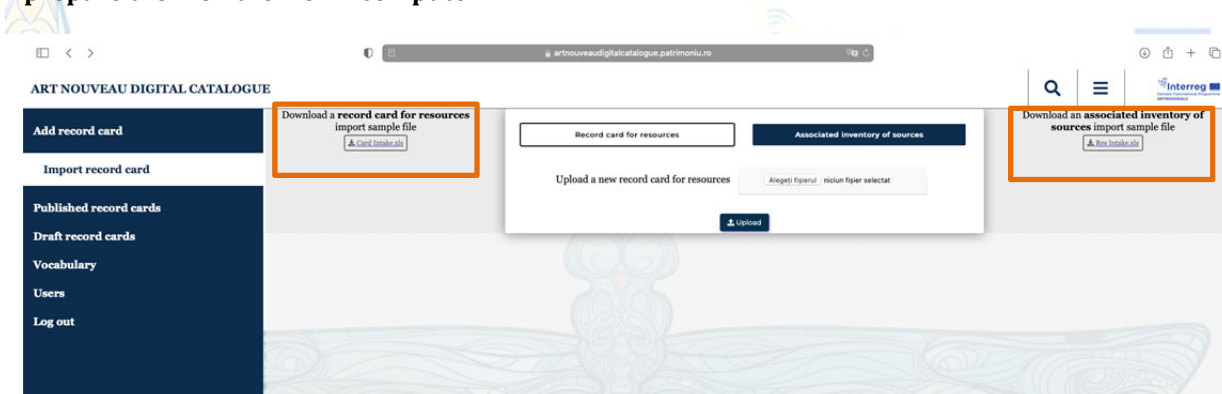 artnouveaudigitalcatalogue.patrimoniu.ro
ART NOUVEAU DIGITAL CATALOGUE
Interreg
Add record card
Import record card
Published record cards
Draft record cards
Vocabulary
Users
Log out
Download a record card for resources
import sample file
Card Intake.xls
Record card for resources
Associated inventory of sources
Upload a new record card for resources
Alegeți fișierul niciun fișier selectat
Upload
Download an associated inventory of
sources import sample file
Res Intake.xls